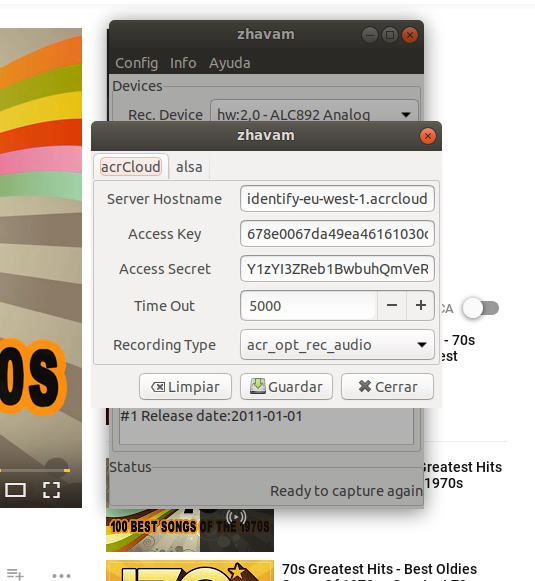 zhavam
Config Info Ayuda
Devices
Rec. Device hw:2,0 - ALC892 Analog
zhavam
acrCloud alsa
Server Hostname identify-eu-west-1.acrcloud
Access Key 678e0067da49ea46161030c
Access Secret Y1zYI3ZReb1BwbuhQmVeR
Time Out 5000
Recording Type acr_opt_rec_audio
Limpiar Guardar Cerrar
#1 Release date:2011-01-01
Status
Ready to capture again
0S
CA
- 70s
est
Greatest Hits
1970s
100 BEST SONGS OF THE 1970s
70s Greatest Hits - Best Oldies